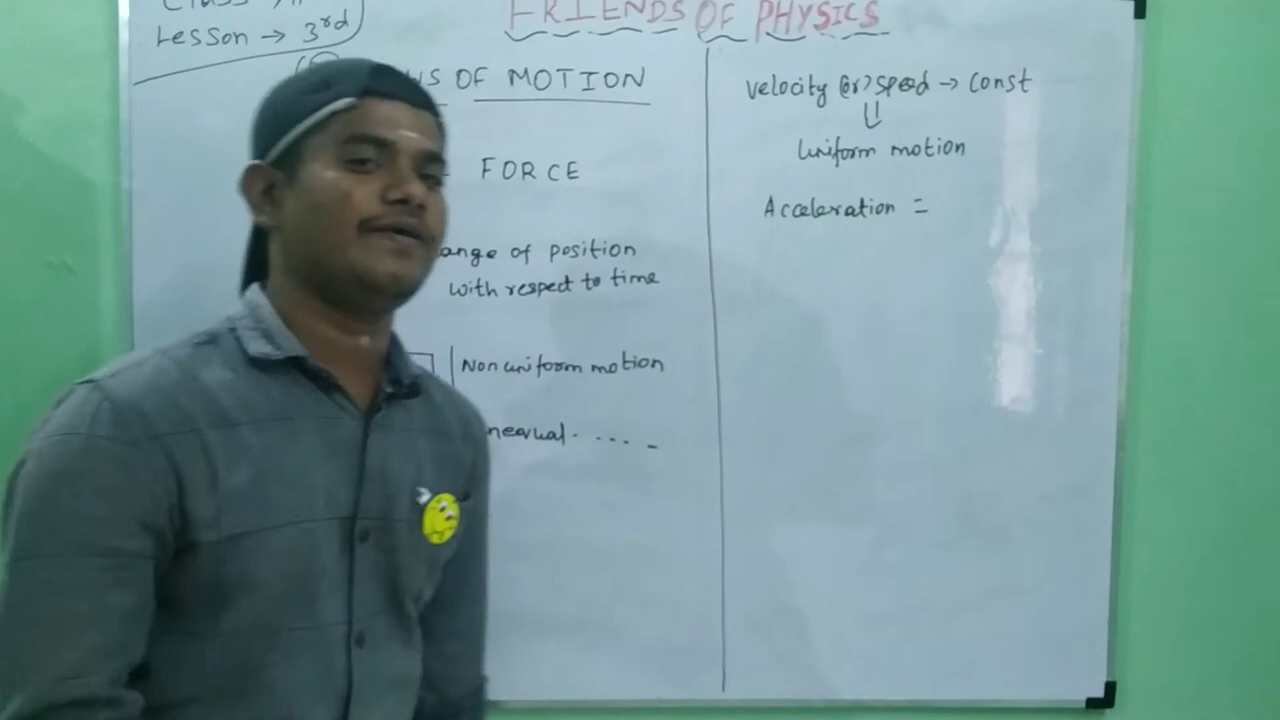 Lesson → 3rd
FRIENDS OF PHYSICS
OF MOTION
FORCE
ange of position
with respect to time
Non uniform motion
velocity (or) speed → const
⇓
Uniform motion
Acceleration =